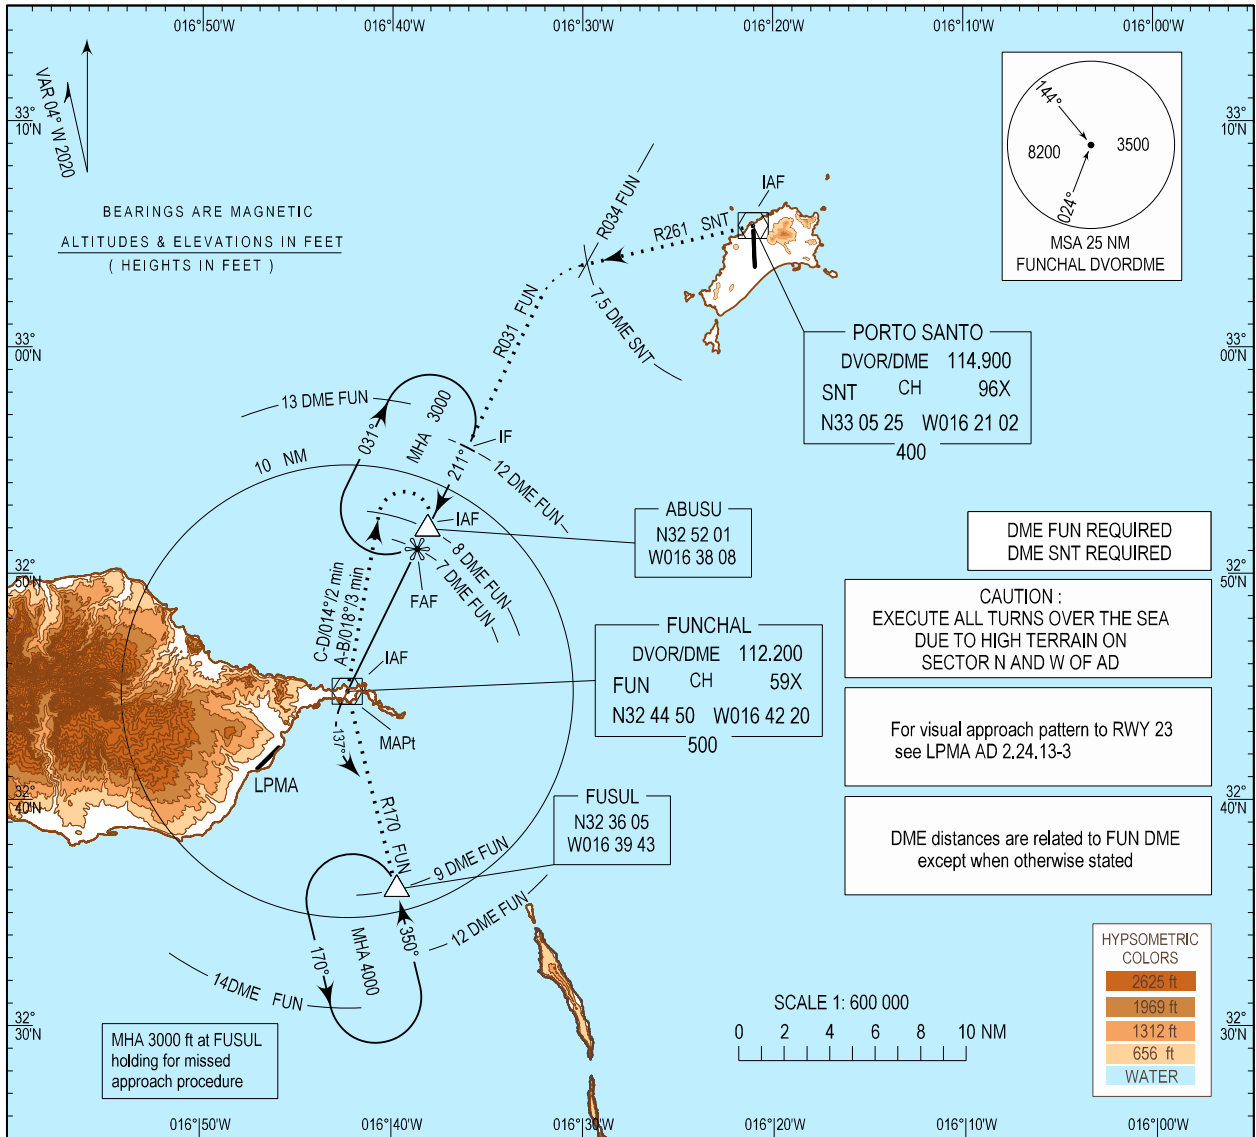 016°50'W
016°40'W
016°30'W
016°20'W
016°10'W
016°00'W
33°
10'N
33°
10'N
VAR 04° W 2020
BEARINGS ARE MAGNETIC
ALTITUDES & ELEVATIONS IN FEET
( HEIGHTS IN FEET )
144°
8200
3500
024°
MSA 25 NM
FUNCHAL DVORDME
IAF
R034 FUN
R261 SNT
7.5 DME SNT
R031 FUN
PORTO SANTO
DVOR/DME 114.900
SNT CH 96X
N33 05 25 W016 21 02
400
33°
00'N
33°
00'N
13 DME FUN
031°
MHA 3000
IF
211°
12 DME FUN
10 NM
IAF
8 DME FUN
7 DME FUN
FAF
ABUSU
N32 52 01
W016 38 08
DME FUN REQUIRED
DME SNT REQUIRED
32°
50'N
32°
50'N
CAUTION :
EXECUTE ALL TURNS OVER THE SEA
DUE TO HIGH TERRAIN ON
SECTOR N AND W OF AD
C-D/014°/2 min
A-B/018°/3 min
IAF
FUNCHAL
DVOR/DME 112.200
FUN CH 59X
N32 44 50 W016 42 20
500
MAPt
137°
LPMA
For visual approach pattern to RWY 23
see LPMA AD 2.24.13-3
32°
40'N
32°
40'N
R170 FUN
FUSUL
N32 36 05
W016 39 43
DME distances are related to FUN DME
except when otherwise stated
9 DME FUN
12 DME FUN
350°
MHA 4000
170°
14DME FUN
32°
30'N
32°
30'N
MHA 3000 ft at FUSUL
holding for missed
approach procedure
SCALE 1: 600 000
0 2 4 6 8 10 NM
HYPSOMETRIC
COLORS
2625 ft
1969 ft
1312 ft
656 ft
WATER
016°50'W
016°40'W
016°30'W
016°20'W
016°10'W
016°00'W